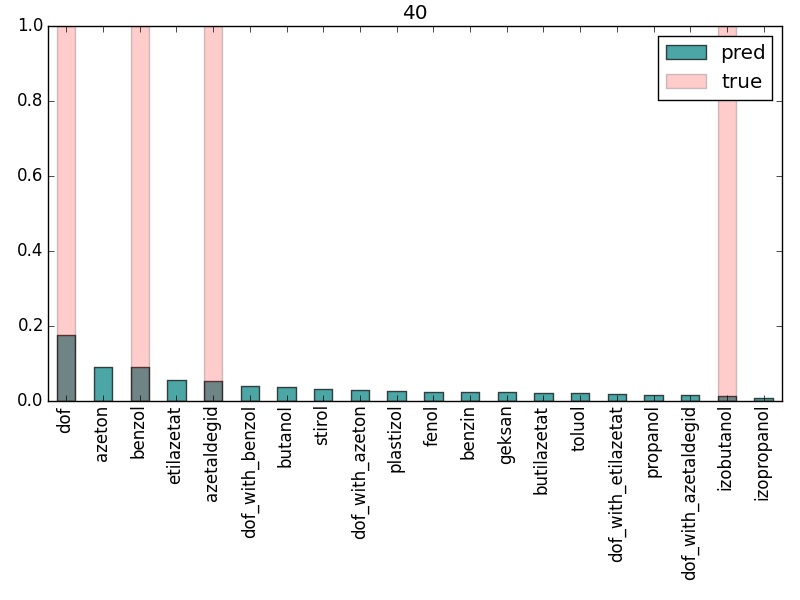 40
1.0
0.8
0.6
0.4
0.2
0.0
pred
true
dof
azeton
benzol
etilazetat
azetaldegid
dof_with_benzol
butanol
stirol
dof_with_azeton
plastizol
fenol
benzin
geksan
butilazetat
toluol
dof_with_etilazetat
propanol
dof_with_azetaldegid
izobutanol
izopropanol